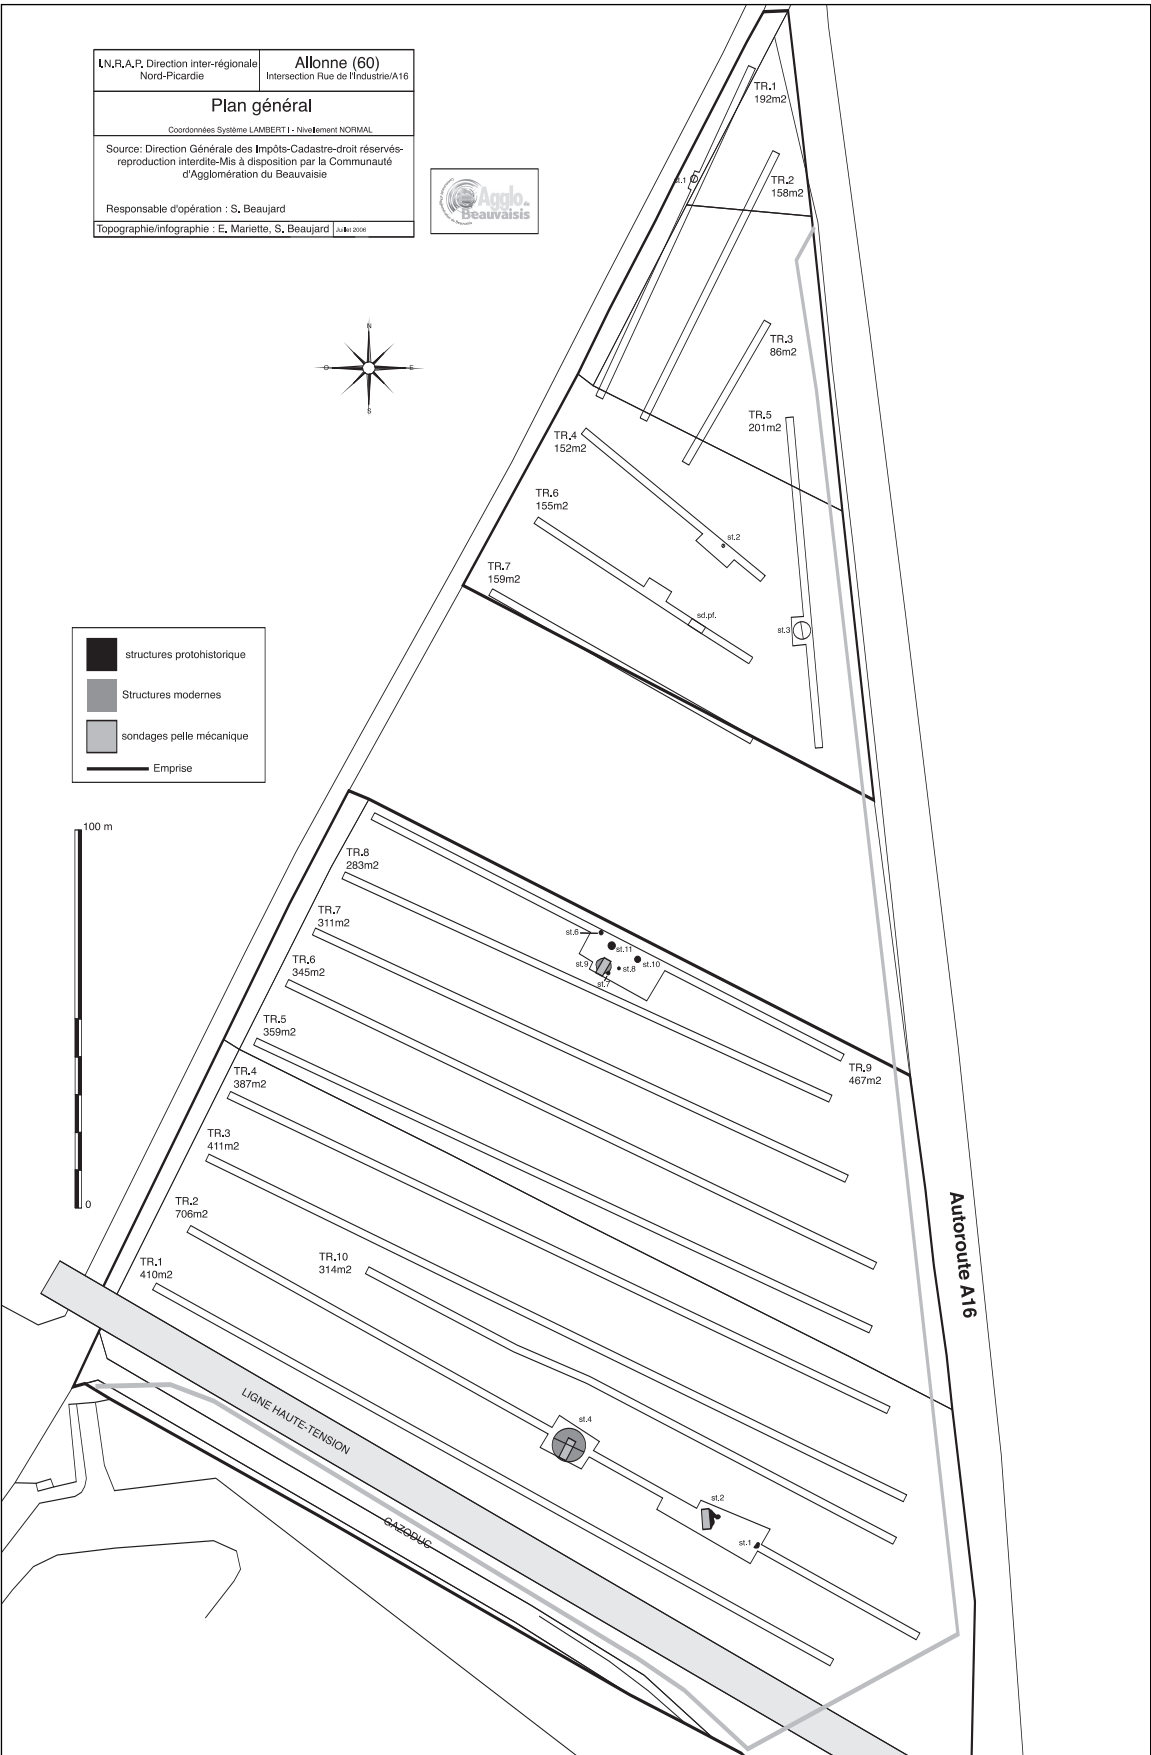 I.N.R.A.P. Direction inter-régionale
Nord-Picardie
Allonne (60)
Intersection Rue de l'Industrie/A16
Plan général
Coordonnées Système LAMBERT I - Nivellement NORMAL
Source: Direction Générale des Impôts-Cadastre-droit réservés-
reproduction interdite-Mis à disposition par la Communauté
d'Agglomération du Beauvaisie
Responsable d'opération : S. Beaujard
Topographie/infographie : E. Mariette, S. Beaujard
Juillet 2006
Agglo du
Beauvaisis
N
O
E
S
TR.1
192m2
st.1
TR.2
158m2
TR.3
86m2
TR.5
201m2
TR.4
152m2
st.2
TR.6
155m2
TR.7
159m2
sd.pf.
st.3
structures protohistorique
Structures modernes
sondages pelle mécanique
Emprise
100 m
0
TR.8
283m2
TR.7
311m2
st.6
st.11
st.10
st.9
st.8
st.7
TR.6
345m2
TR.5
359m2
TR.9
467m2
TR.4
387m2
TR.3
411m2
TR.2
706m2
TR.10
314m2
TR.1
410m2
Autoroute A16
LIGNE HAUTE-TENSION
st.4
st.2
st.1
GAZODUC